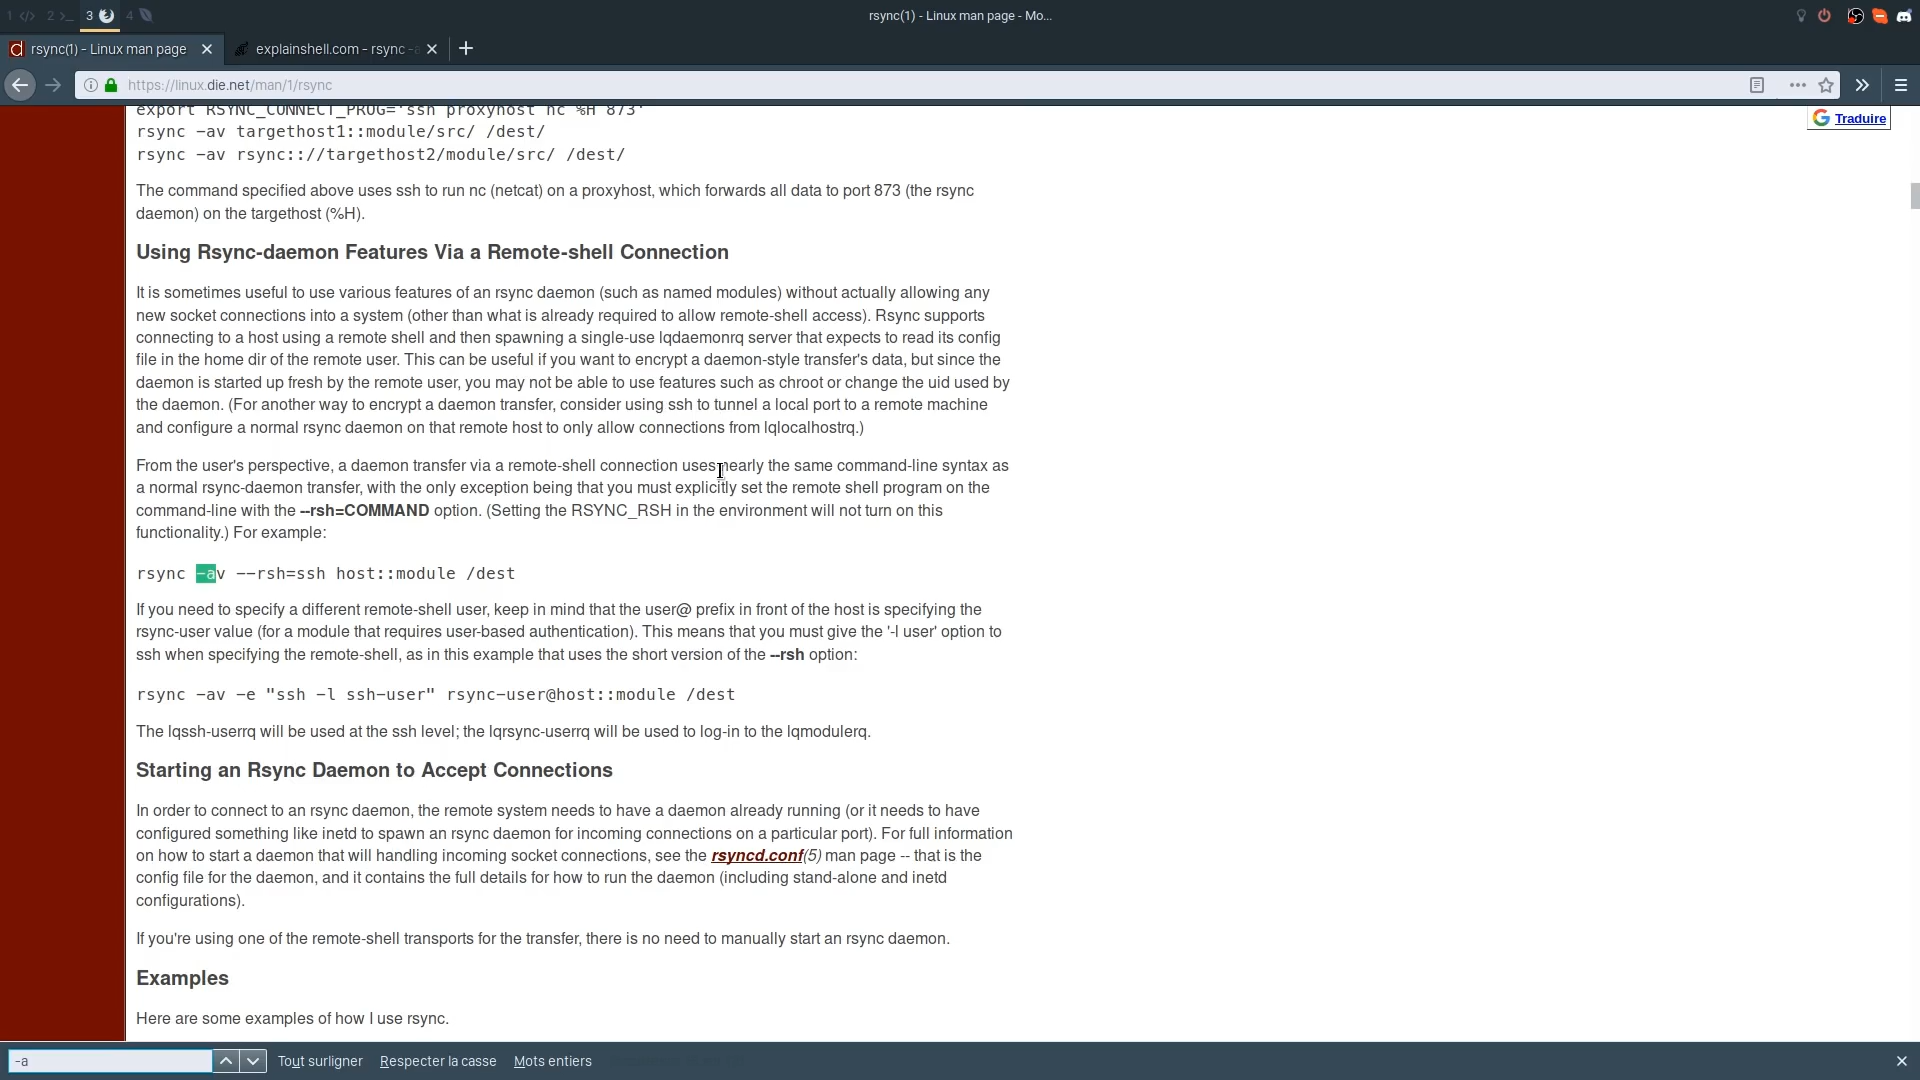 1 </> 2 >_ 3 4
rsync(1) - Linux man page - Mo...
rsync(1) - Linux man page
explainshell.com - rsync -a
https://linux.die.net/man/1/rsync
export RSYNC_CONNECT_PROG='ssh proxyhost nc %H 873'
Traduire
rsync -av targethost1::module/src/ /dest/
rsync -av rsync:://targethost2/module/src/ /dest/
The command specified above uses ssh to run nc (netcat) on a proxyhost, which forwards all data to port 873 (the rsync
daemon) on the targethost (%H).
Using Rsync-daemon Features Via a Remote-shell Connection
It is sometimes useful to use various features of an rsync daemon (such as named modules) without actually allowing any
new socket connections into a system (other than what is already required to allow remote-shell access). Rsync supports
connecting to a host using a remote shell and then spawning a single-use lqdaemonrq server that expects to read its config
file in the home dir of the remote user. This can be useful if you want to encrypt a daemon-style transfer's data, but since the
daemon is started up fresh by the remote user, you may not be able to use features such as chroot or change the uid used by
the daemon. (For another way to encrypt a daemon transfer, consider using ssh to tunnel a local port to a remote machine
and configure a normal rsync daemon on that remote host to only allow connections from lqlocalhostrq.)
From the user's perspective, a daemon transfer via a remote-shell connection uses nearly the same command-line syntax as
a normal rsync-daemon transfer, with the only exception being that you must explicitly set the remote shell program on the
command-line with the --rsh=COMMAND option. (Setting the RSYNC_RSH in the environment will not turn on this
functionality.) For example:
rsync -av --rsh=ssh host::module /dest
If you need to specify a different remote-shell user, keep in mind that the user@ prefix in front of the host is specifying the
rsync-user value (for a module that requires user-based authentication). This means that you must give the '-l user' option to
ssh when specifying the remote-shell, as in this example that uses the short version of the --rsh option:
rsync -av -e "ssh -l ssh-user" rsync-user@host::module /dest
The lqssh-userrq will be used at the ssh level; the lqrsync-userrq will be used to log-in to the lqmodulerq.
Starting an Rsync Daemon to Accept Connections
In order to connect to an rsync daemon, the remote system needs to have a daemon already running (or it needs to have
configured something like inetd to spawn an rsync daemon for incoming connections on a particular port). For full information
on how to start a daemon that will handling incoming socket connections, see the rsyncd.conf(5) man page -- that is the
config file for the daemon, and it contains the full details for how to run the daemon (including stand-alone and inetd
configurations).
If you're using one of the remote-shell transports for the transfer, there is no need to manually start an rsync daemon.
Examples
Here are some examples of how I use rsync.
-a
Tout surligner Respecter la casse Mots entiers